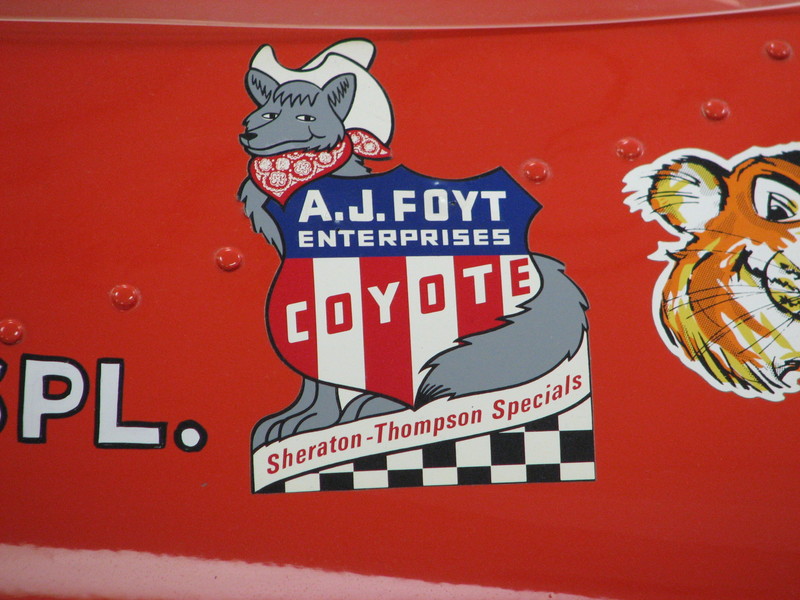 A.J. FOYT
ENTERPRISES
COYOTE
Sheraton-Thompson Specials
SPL.